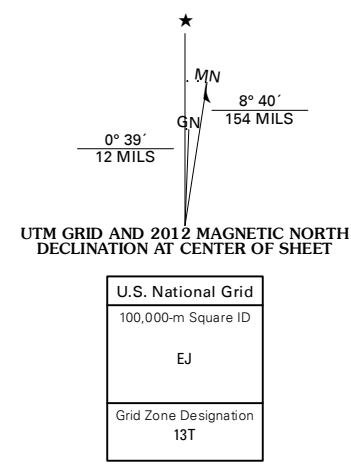 ★
MN
8° 40´
154 MILS
GN
0° 39´
12 MILS
UTM GRID AND 2012 MAGNETIC NORTH
DECLINATION AT CENTER OF SHEET
U.S. National Grid
100,000-m Square ID
EJ
Grid Zone Designation
13T